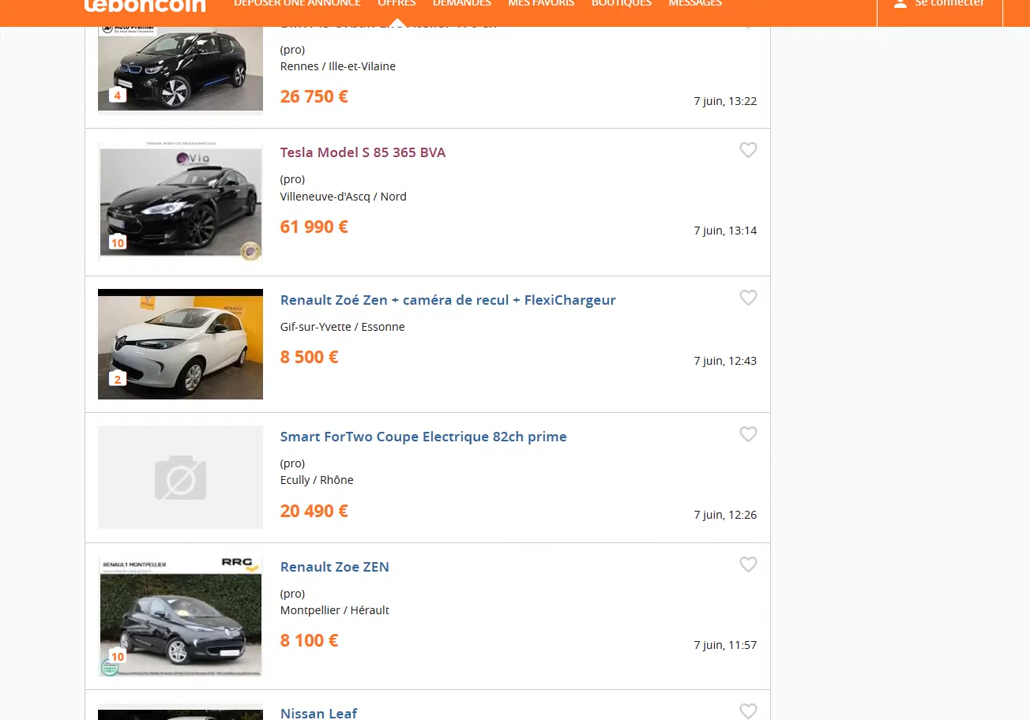 leboncoin
DÉPOSER UNE ANNONCE
OFFRES
DEMANDES
MES FAVORIS
BOUTIQUES
MESSAGES
Se connecter
(pro)
Rennes / Ille-et-Vilaine
26 750 €
7 juin, 13:22
4
Tesla Model S 85 365 BVA
(pro)
Villeneuve-d'Ascq / Nord
61 990 €
7 juin, 13:14
Via
10
Renault Zoé Zen + caméra de recul + FlexiChargeur
Gif-sur-Yvette / Essonne
8 500 €
7 juin, 12:43
2
Smart ForTwo Coupe Electrique 82ch prime
(pro)
Ecully / Rhône
20 490 €
7 juin, 12:26
RENAULT MONTPELLIER
RRG
Renault Zoe ZEN
(pro)
Montpellier / Hérault
8 100 €
7 juin, 11:57
10
Nissan Leaf